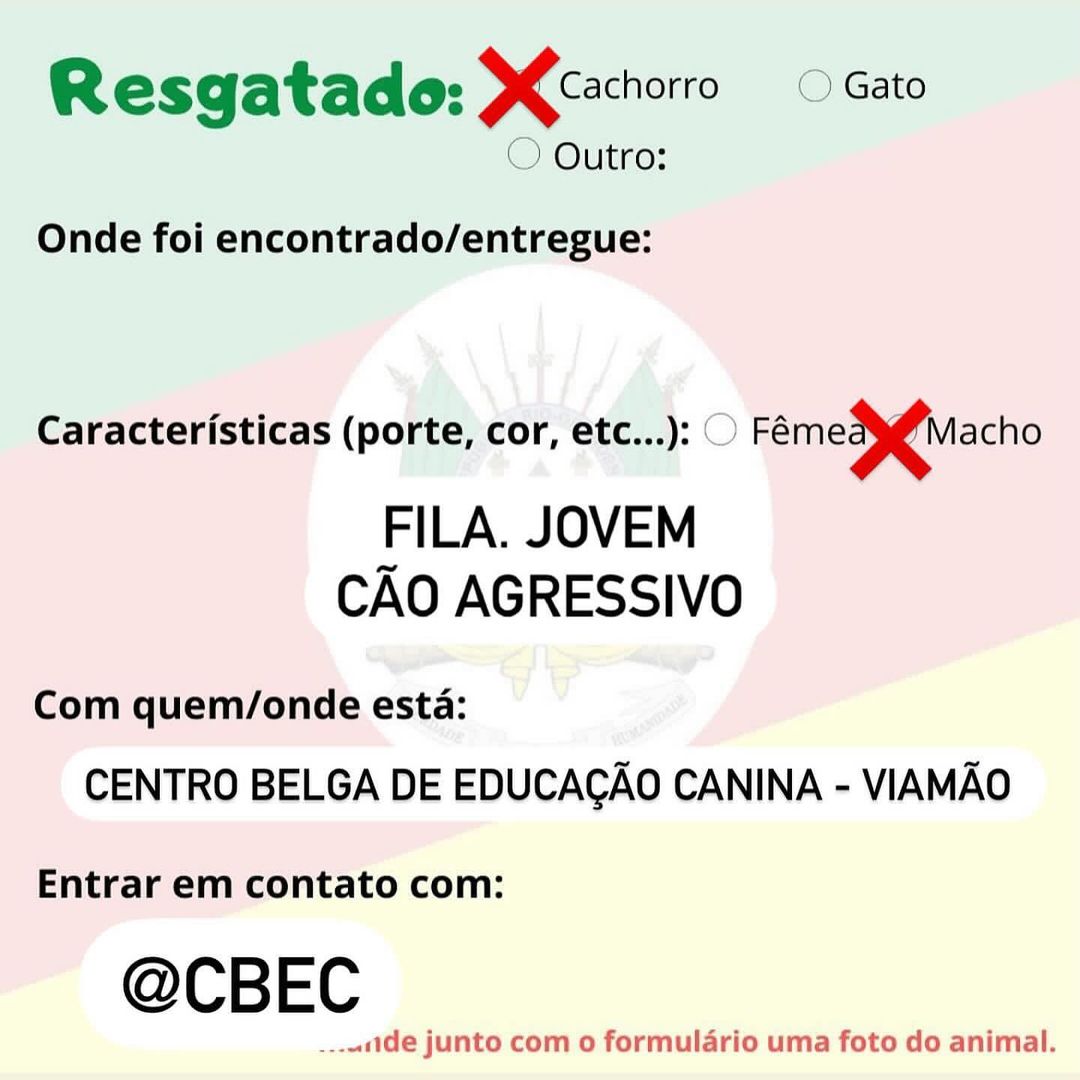 Resgatado: Cachorro Gato
Outro:
Onde foi encontrado/entregue:
Características (porte, cor, etc...): Fêmea Macho
FILA. JOVEM
CÃO AGRESSIVO
HUMANIDADE
Com quem/onde está:
CENTRO BELGA DE EDUCAÇÃO CANINA - VIAMÃO
Entrar em contato com:
@CBEC
junto com o formulário uma foto do animal.